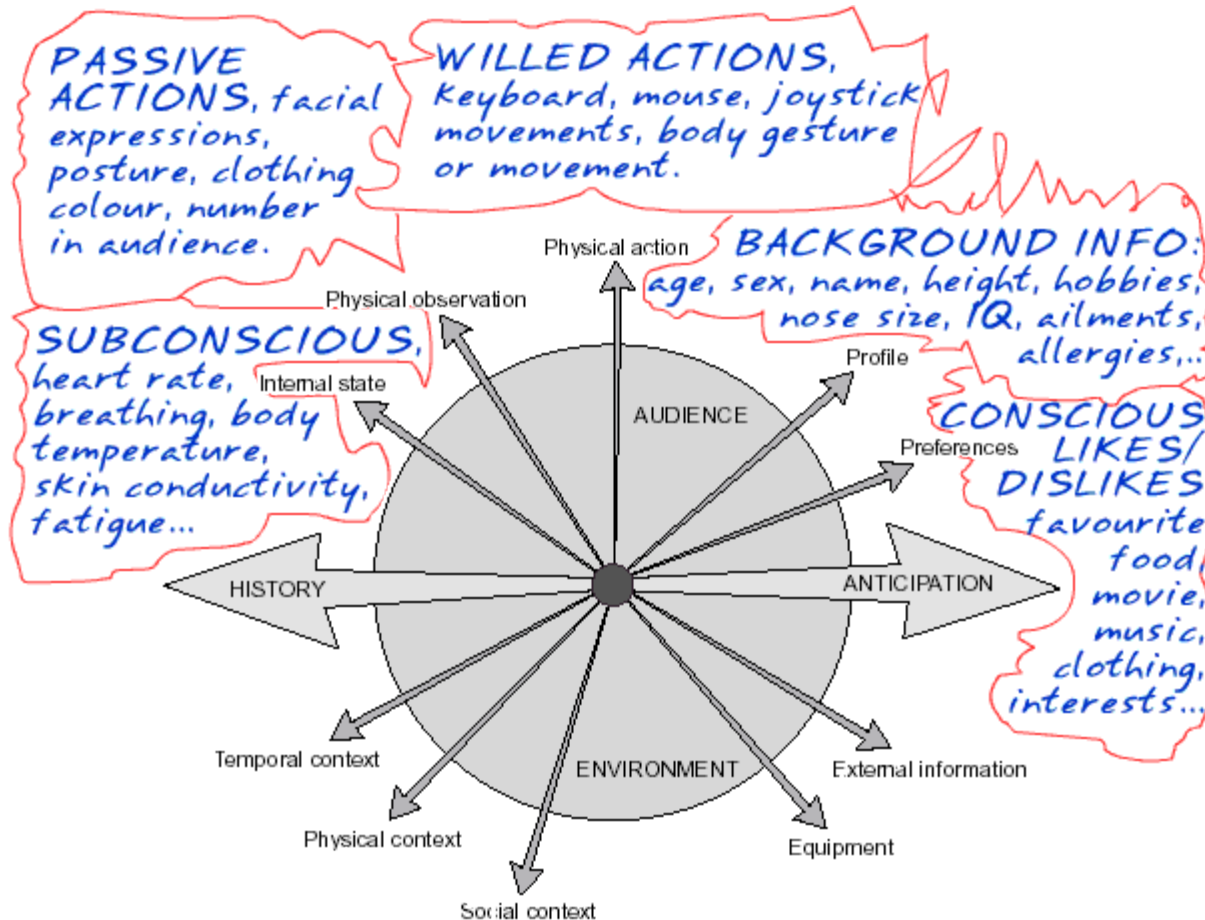 PASSIVE
ACTIONS, facial
expressions,
posture, clothing
colour, number
in audience.
WILLED ACTIONS,
keyboard, mouse, joystick
movements, body gesture
or movement.
BACKGROUND INFO:
age, sex, name, height, hobbies,
nose size, IQ, ailments,
allergies,..
SUBCONSCIOUS,
heart rate,
breathing, body
temperature,
skin conductivity,
fatigue...
CONSCIOUS
LIKES/
DISLIKES
favourite
food,
movie,
music,
clothing,
interests...
Physical action
Physical observation
Internal state
Profile
Preferences
AUDIENCE
HISTORY
ANTICIPATION
ENVIRONMENT
Temporal context
Physical context
Social context
Equipment
External information